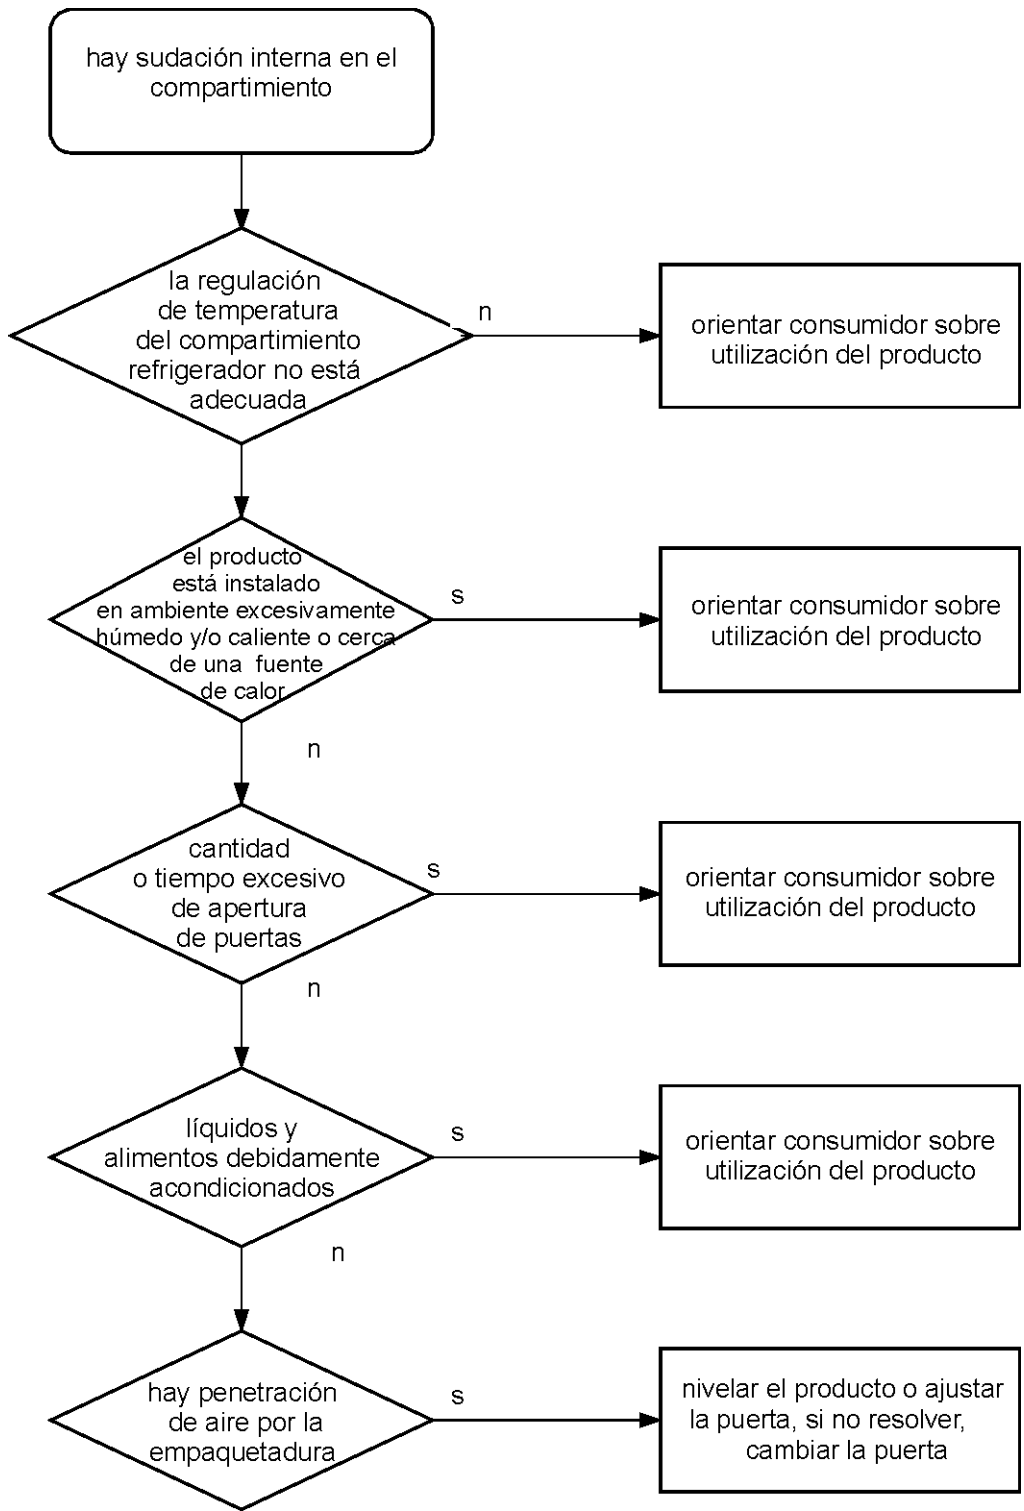 hay sudación interna en el
compartimiento
la regulación
de temperatura
del compartimiento
refrigerador no está
adecuada
n
orientar consumidor sobre
utilización del producto
el producto
está instalado
en ambiente excesivamente
húmedo y/o caliente o cerca
de una fuente
de calor
s
orientar consumidor sobre
utilización del producto
n
cantidad
o tiempo excesivo
de apertura
de puertas
s
orientar consumidor sobre
utilización del producto
n
líquidos y
alimentos debidamente
acondicionados
s
orientar consumidor sobre
utilización del producto
n
hay penetración
de aire por la
empaquetadura
s
nivelar el producto o ajustar
la puerta, si no resolver,
cambiar la puerta